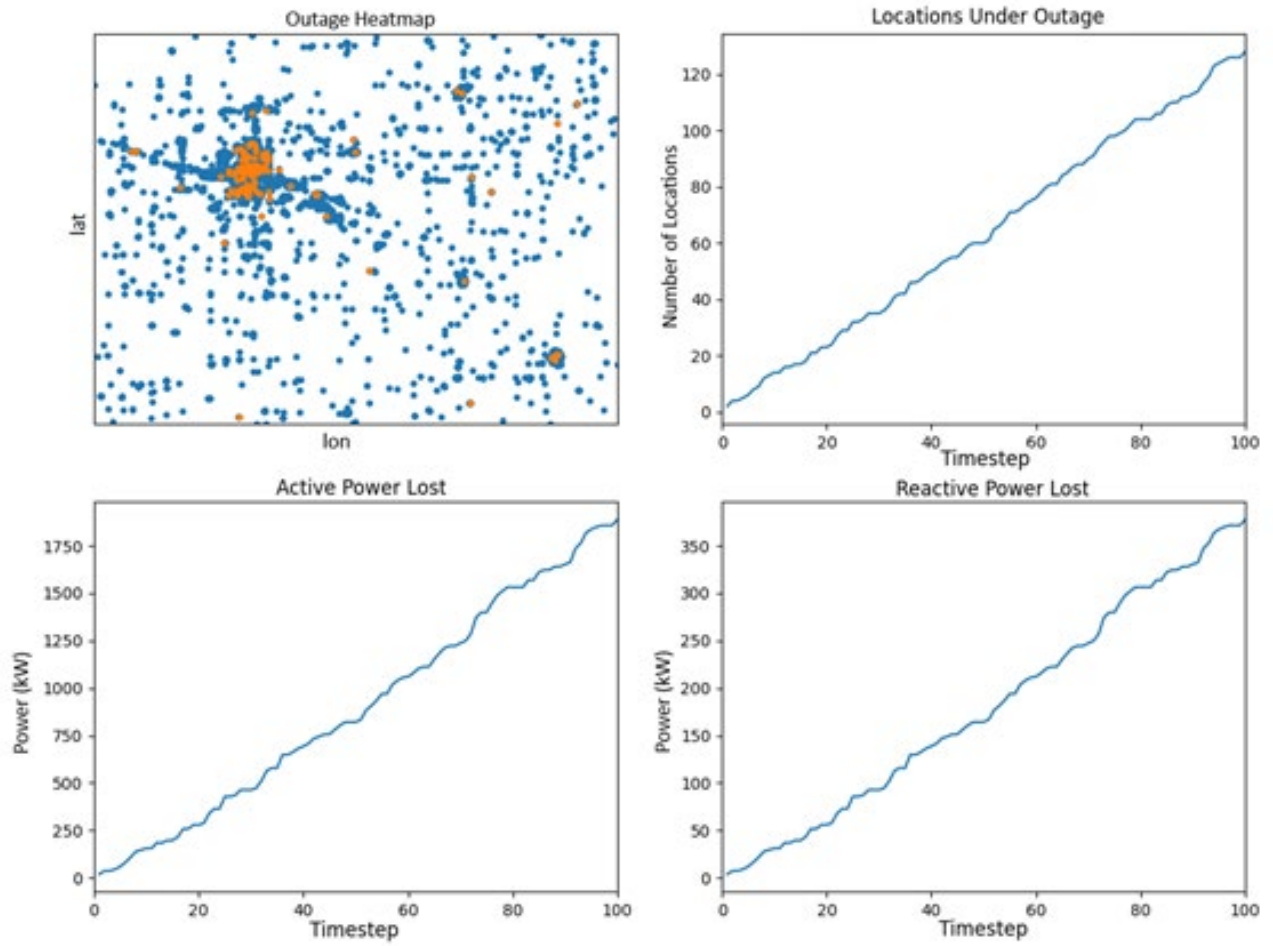 Outage Heatmap
lat
lon
Locations Under Outage
Number of Locations
120
100
80
60
40
20
0
0 20 40 60 80 100
Timestep
Active Power Lost
Power (kW)
1750
1500
1250
1000
750
500
250
0
0 20 40 60 80 100
Timestep
Reactive Power Lost
Power (kW)
350
300
250
200
150
100
50
0
0 20 40 60 80 100
Timestep